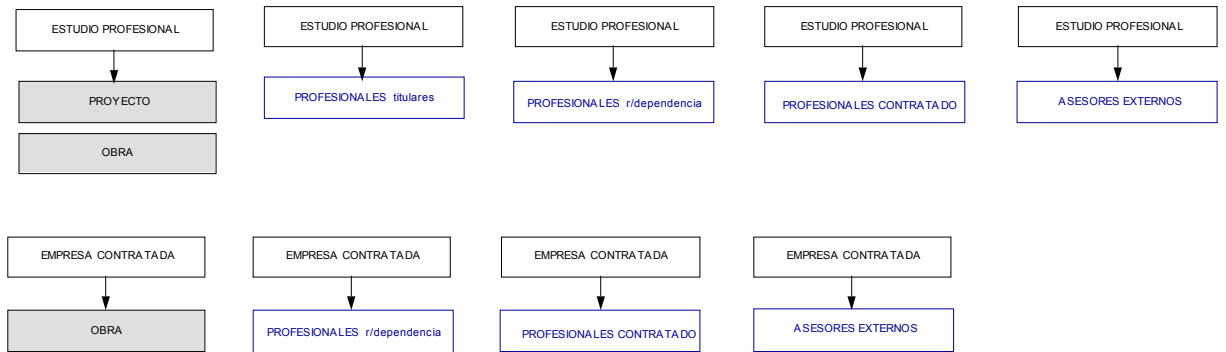 ESTUDIO PROFESIONAL
PROYECTO
OBRA
ESTUDIO PROFESIONAL
PROFESIONALES titulares
ESTUDIO PROFESIONAL
PROFESIONALES r/dependencia
ESTUDIO PROFESIONAL
PROFESIONALES CONTRATADO
ESTUDIO PROFESIONAL
ASESORES EXTERNOS
EMPRESA CONTRATADA
OBRA
EMPRESA CONTRATADA
PROFESIONALES r/dependencia
EMPRESA CONTRATADA
PROFESIONALES CONTRATADO
EMPRESA CONTRATADA
ASESORES EXTERNOS